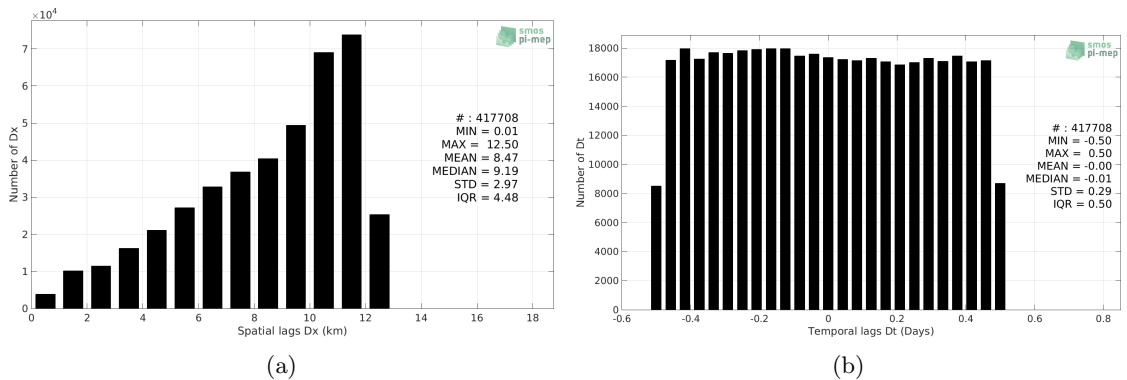 ×10⁴
smos
pi-mep
7
6
5
4
3
2
1
0
Number of Dx
# : 417708
MIN = 0.01
MAX =  12.50
MEAN = 8.47
MEDIAN = 9.19
STD = 2.97
IQR = 4.48
0 2 4 6 8 10 12 14 16 18
Spatial lags Dx (km)
(a)
smos
pi-mep
18000
16000
14000
12000
10000
8000
6000
4000
2000
0
Number of Dt
# : 417708
MIN = -0.50
MAX =  0.50
MEAN = -0.00
MEDIAN = -0.01
STD = 0.29
IQR = 0.50
-0.6 -0.4 -0.2 0 0.2 0.4 0.6 0.8
Temporal lags Dt (Days)
(b)